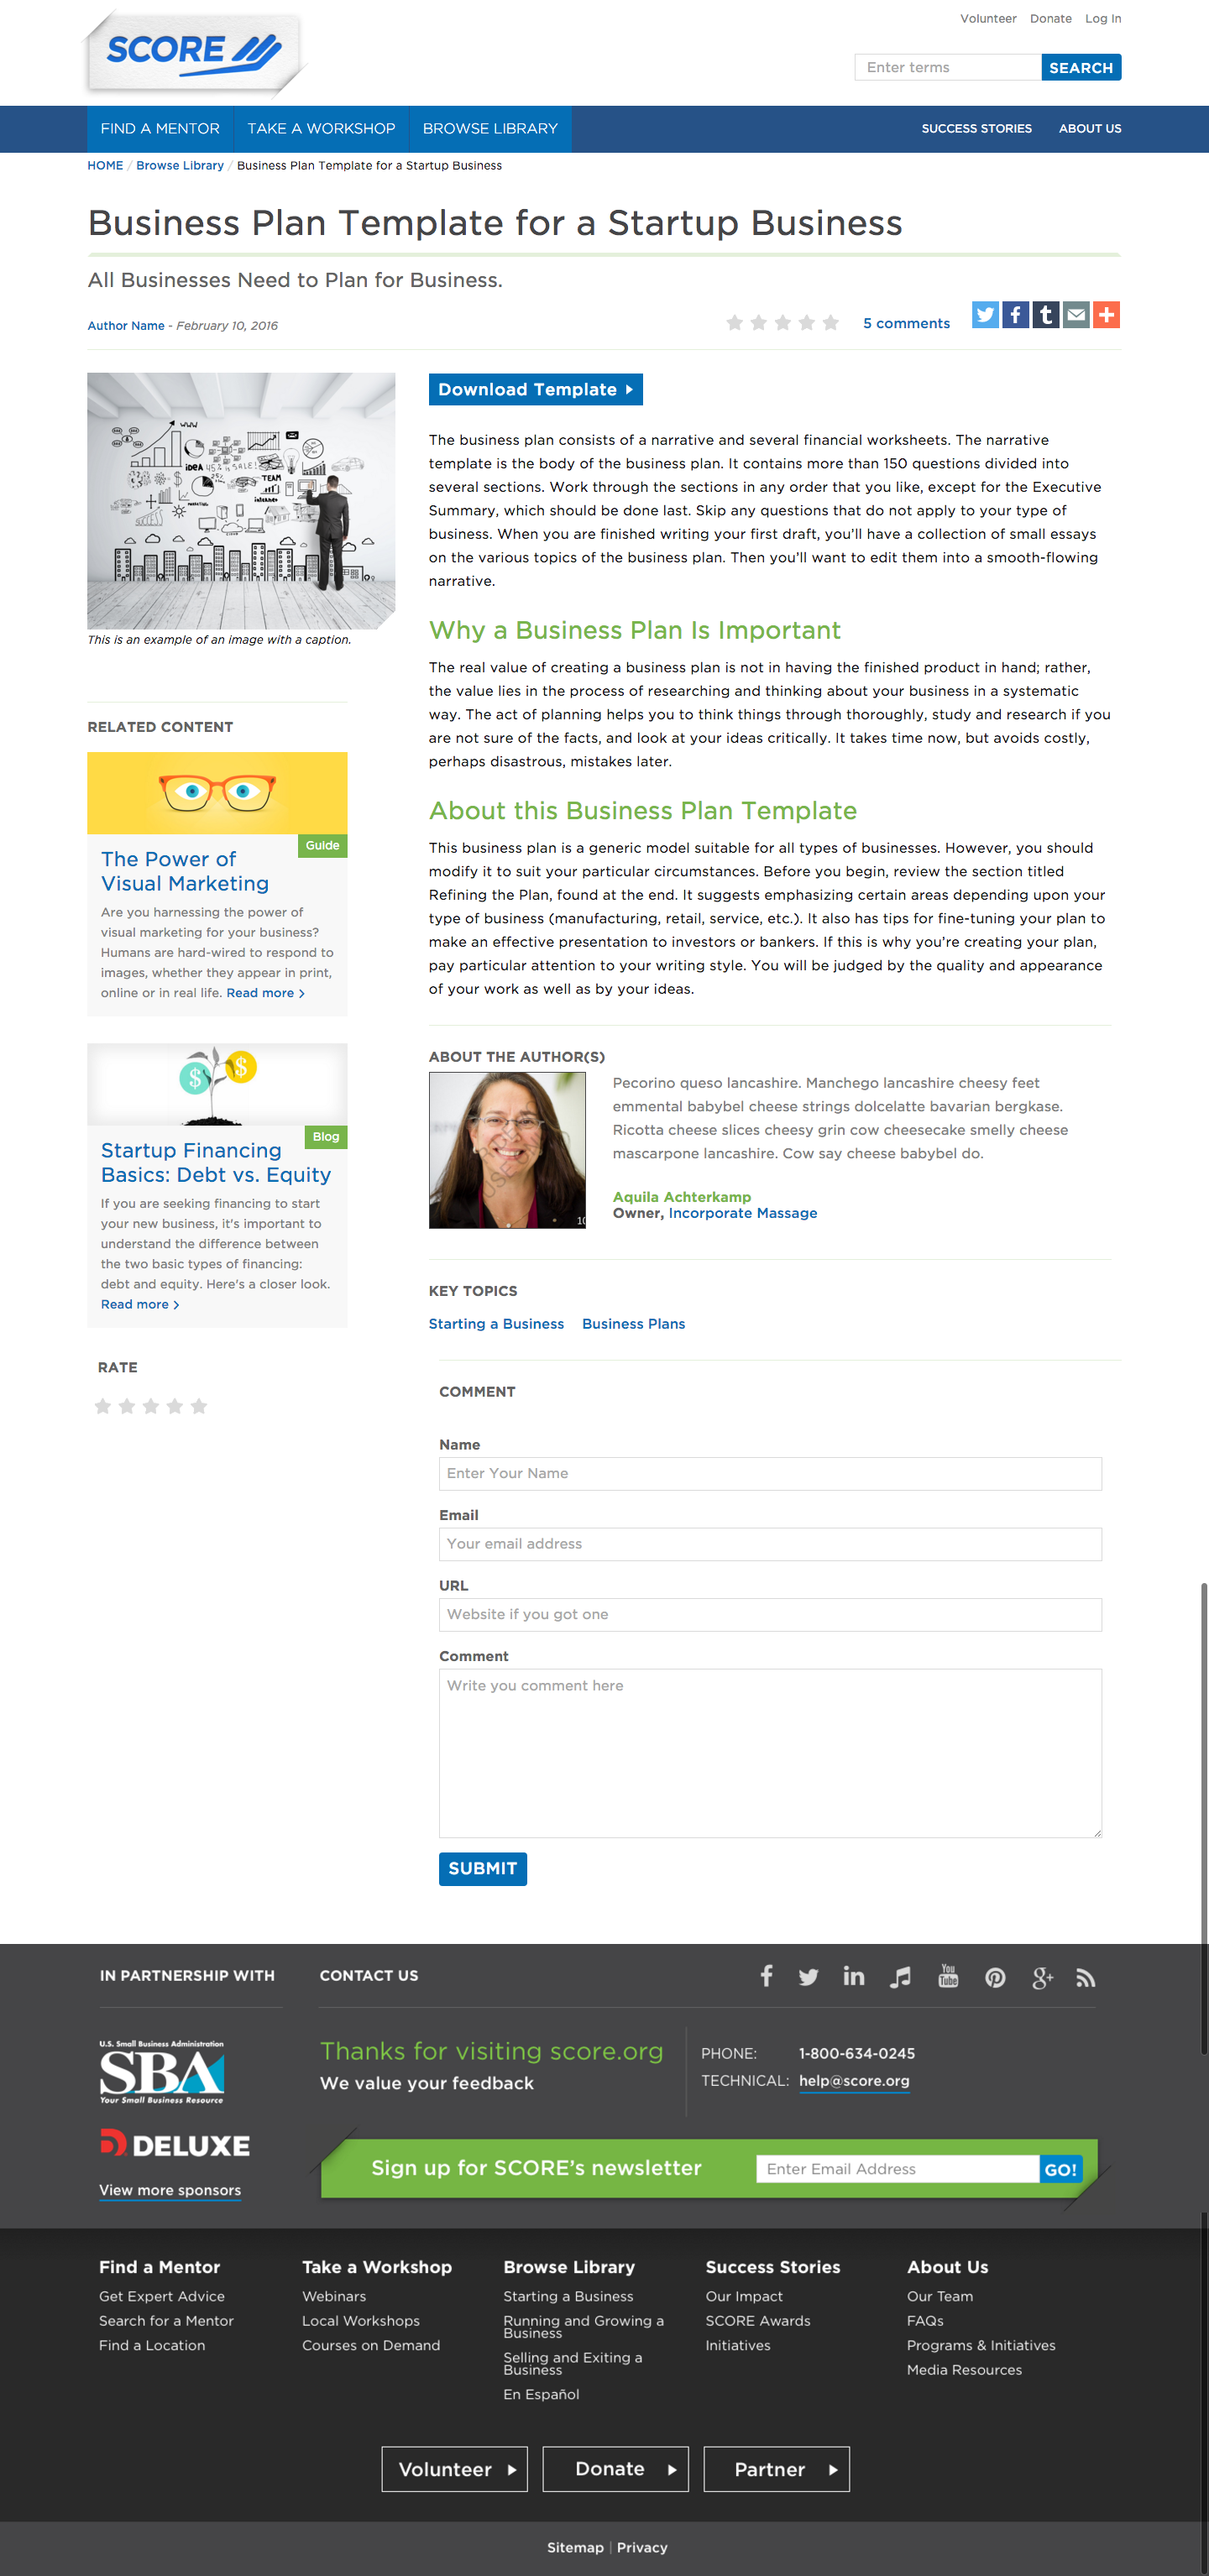 SCORE
Volunteer Donate Log In
Enter terms SEARCH
FIND A MENTOR TAKE A WORKSHOP BROWSE LIBRARY SUCCESS STORIES ABOUT US
HOME / Browse Library / Business Plan Template for a Startup Business
Business Plan Template for a Startup Business
All Businesses Need to Plan for Business.
Author Name - February 10, 2016
5 comments
IDEA 45% SALE!
TEAM
This is an example of an image with a caption.
Download Template
The business plan consists of a narrative and several financial worksheets. The narrative
template is the body of the business plan. It contains more than 150 questions divided into
several sections. Work through the sections in any order that you like, except for the Executive
Summary, which should be done last. Skip any questions that do not apply to your type of
business. When you are finished writing your first draft, you'll have a collection of small essays
on the various topics of the business plan. Then you'll want to edit them into a smooth-flowing
narrative.
Why a Business Plan Is Important
The real value of creating a business plan is not in having the finished product in hand; rather,
the value lies in the process of researching and thinking about your business in a systematic
way. The act of planning helps you to think things through thoroughly, study and research if you
are not sure of the facts, and look at your ideas critically. It takes time now, but avoids costly,
perhaps disastrous, mistakes later.
About this Business Plan Template
This business plan is a generic model suitable for all types of businesses. However, you should
modify it to suit your particular circumstances. Before you begin, review the section titled
Refining the Plan, found at the end. It suggests emphasizing certain areas depending upon your
type of business (manufacturing, retail, service, etc.). It also has tips for fine-tuning your plan to
make an effective presentation to investors or bankers. If this is why you're creating your plan,
pay particular attention to your writing style. You will be judged by the quality and appearance
of your work as well as by your ideas.
RELATED CONTENT
Guide
The Power of
Visual Marketing
Are you harnessing the power of
visual marketing for your business?
Humans are hard-wired to respond to
images, whether they appear in print,
online or in real life. Read more >
$ $
Blog
Startup Financing
Basics: Debt vs. Equity
If you are seeking financing to start
your new business, it's important to
understand the difference between
the two basic types of financing:
debt and equity. Here's a closer look.
Read more >
RATE
ABOUT THE AUTHOR(S)
Pecorino queso lancashire. Manchego lancashire cheesy feet
emmental babybel cheese strings dolcelatte bavarian bergkase.
Ricotta cheese slices cheesy grin cow cheesecake smelly cheese
mascarpone lancashire. Cow say cheese babybel do.
Aquila Achterkamp
Owner, Incorporate Massage
KEY TOPICS
Starting a Business Business Plans
COMMENT
Name
Enter Your Name
Email
Your email address
URL
Website if you got one
Comment
Write you comment here
SUBMIT
IN PARTNERSHIP WITH
U.S. Small Business Administration
SBA
Your Small Business Resource
DELUXE
View more sponsors
CONTACT US
You Tube
g+
Thanks for visiting score.org
We value your feedback
PHONE: 1-800-634-0245
TECHNICAL: help@score.org
Sign up for SCORE's newsletter
Enter Email Address GO!
Find a Mentor
Get Expert Advice
Search for a Mentor
Find a Location
Take a Workshop
Webinars
Local Workshops
Courses on Demand
Browse Library
Starting a Business
Running and Growing a
Business
Selling and Exiting a
Business
En Español
Success Stories
Our Impact
SCORE Awards
Initiatives
About Us
Our Team
FAQs
Programs & Initiatives
Media Resources
Volunteer Donate Partner
Sitemap | Privacy